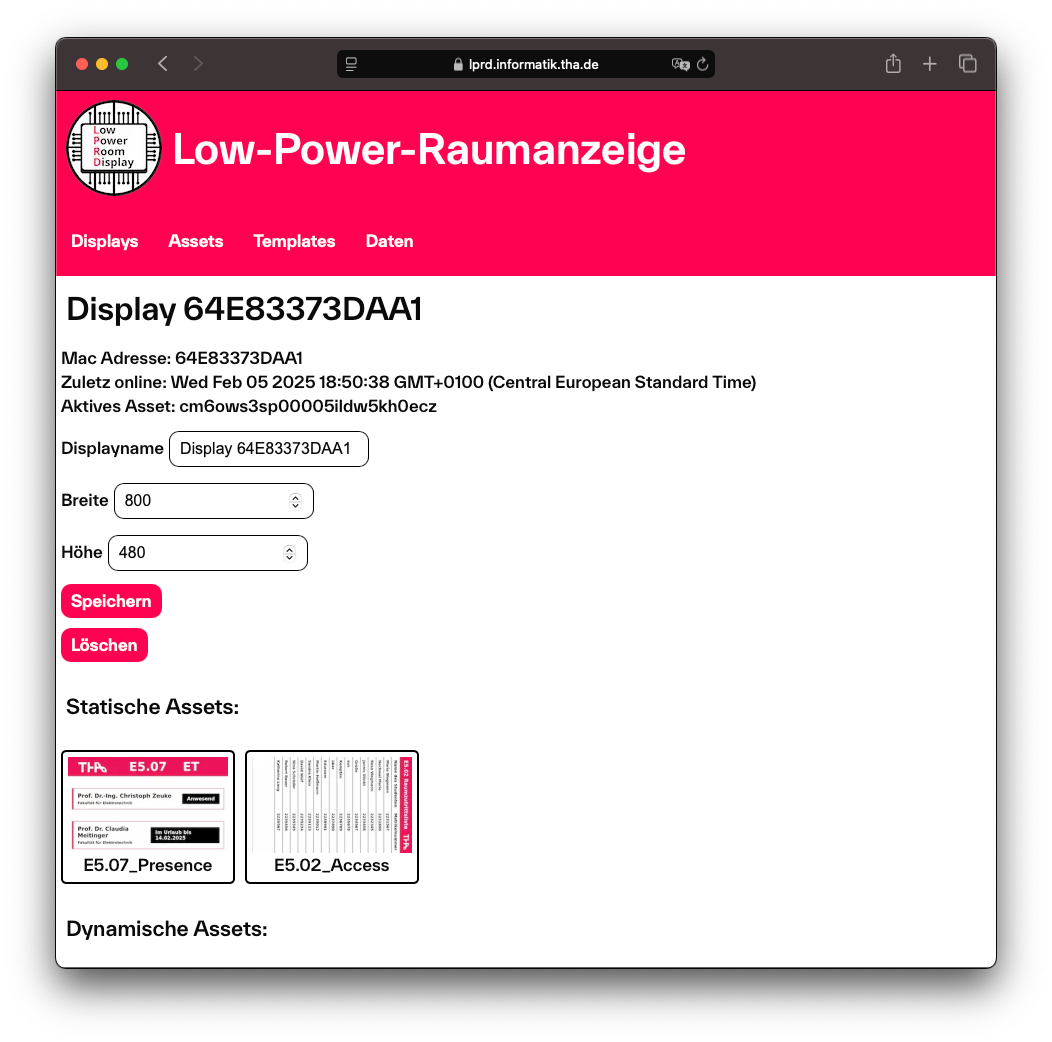 lprd.informatik.tha.de
Low
Power
Room
Display
Low-Power-Raumanzeige
Displays Assets Templates Daten
Display 64E83373DAA1
Mac Adresse: 64E83373DAA1
Zuletz online: Wed Feb 05 2025 18:50:38 GMT+0100 (Central European Standard Time)
Aktives Asset: cm6ows3sp00005ildw5kh0ecz
Displayname Display 64E83373DAA1
Breite 800
Höhe 480
Speichern
Löschen
Statische Assets:
THA E5.07 ET
Prof. Dr.-Ing. Christoph Zeuke Anwesend
Fakultät für Elektrotechnik
Prof. Dr. Claudia
Meitinger
Im Urlaub bis
14.02.2025
Fakultät für Elektrotechnik
E5.07_Presence
E5.02 Raumzutrittsliste THA
E5.02_Access
Dynamische Assets: